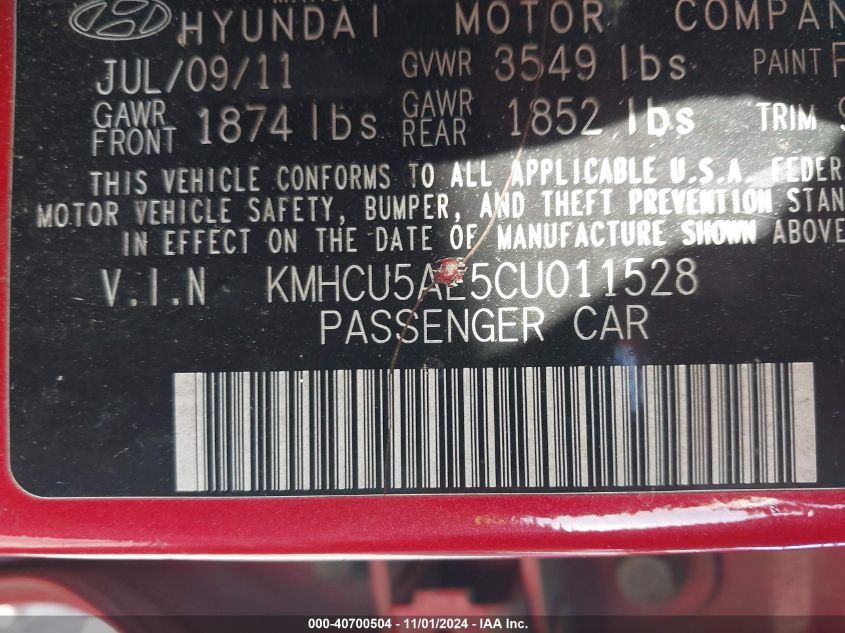 HYUNDAI MOTOR COMPAN
JUL/09/11 GVWR 3549 lbs PAINT F
GAWR FRONT 1874 lbs GAWR REAR 1852 lbs TRIM S
THIS VEHICLE CONFORMS TO ALL APPLICABLE U.S.A. FEDER
MOTOR VEHICLE SAFETY, BUMPER, AND THEFT PREVENTION STAN
IN EFFECT ON THE DATE OF MANUFACTURE SHOWN ABOVE
V.I.N KMHCU5AE5CU011528
PASSENGER CAR
000-40700504 - 11/01/2024 - IAA Inc.